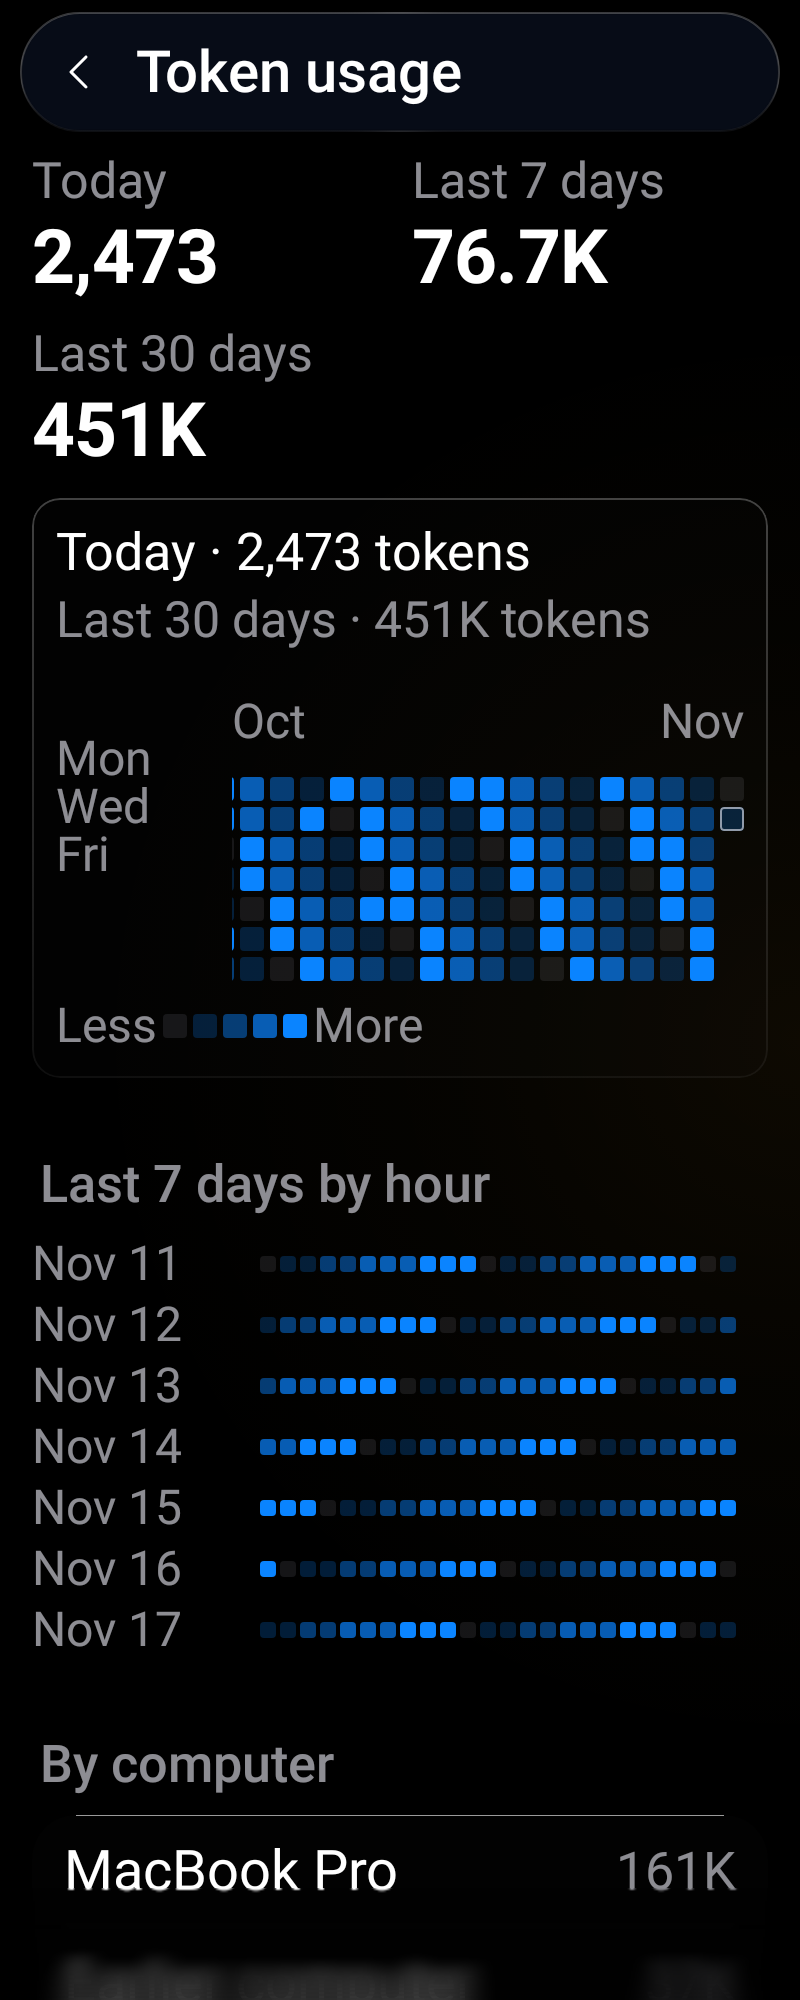 Token usage
Today
2,473
Last 7 days
76.7K
Last 30 days
451K
Today · 2,473 tokens
Last 30 days · 451K tokens
Oct Nov
Mon
Wed
Fri
Less More
Last 7 days by hour
Nov 11
Nov 12
Nov 13
Nov 14
Nov 15
Nov 16
Nov 17
By computer
MacBook Pro 161K
Earlier computer